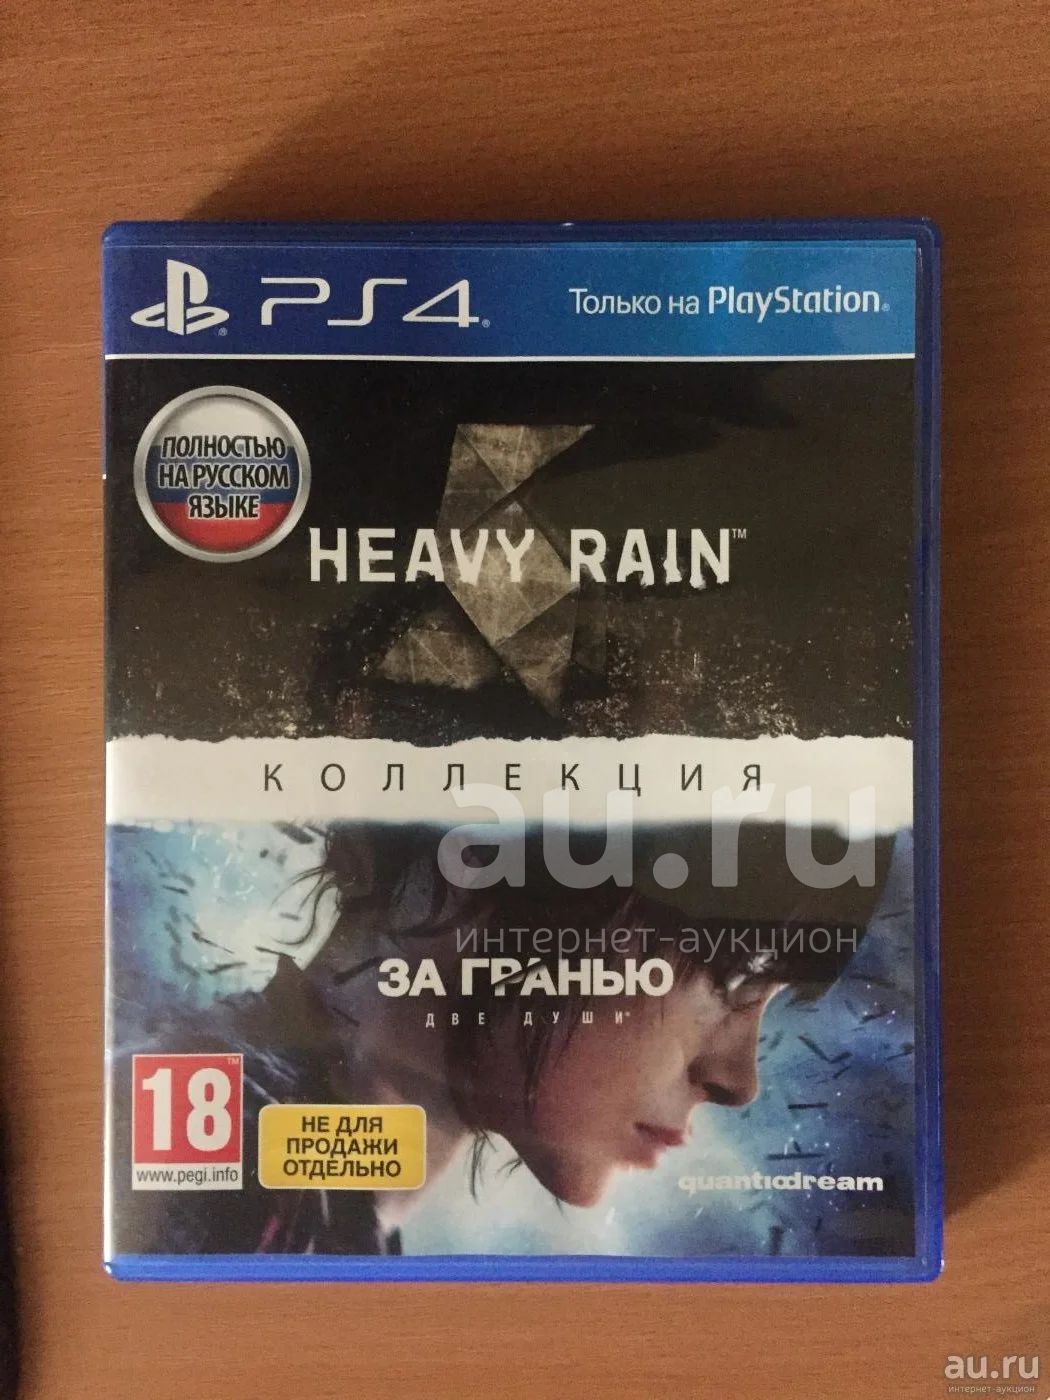 PS4
Только на PlayStation
ПОЛНОСТЬЮ
НА РУССКОМ
ЯЗЫКЕ
HEAVY RAIN™
КОЛЛЕКЦИЯ
au.ru
интернет-аукцион
ЗА ГРАНЬЮ
ДВЕ ДУШИ
18
www.pegi.info
НЕ ДЛЯ
ПРОДАЖИ
ОТДЕЛЬНО
quanticdream
au.ru
интернет-аукцион